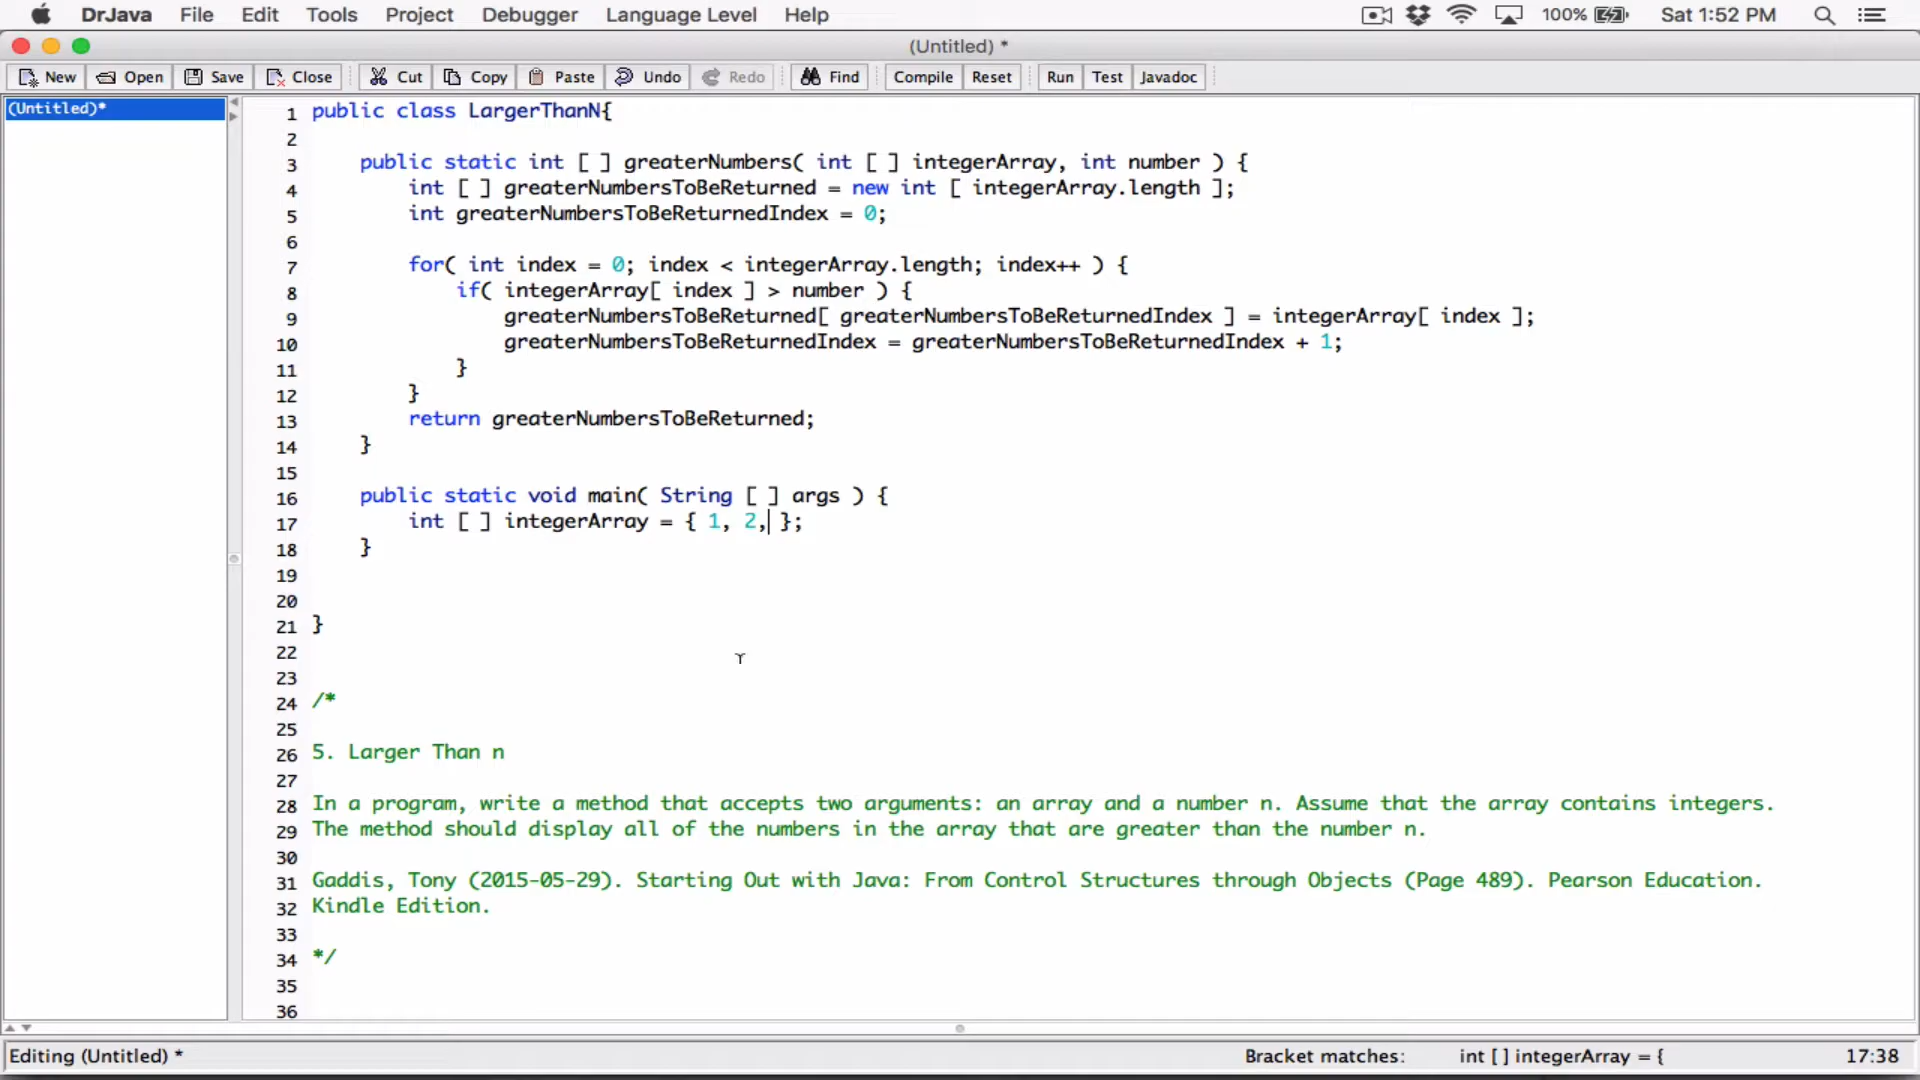 DrJava File Edit Tools Project Debugger Language Level Help 100% Sat 1:52 PM
(Untitled) *
New Open Save Close Cut Copy Paste Undo Redo Find Compile Reset Run Test Javadoc
(Untitled)*
1 public class LargerThanN{
2
3 public static int [ ] greaterNumbers( int [ ] integerArray, int number ) {
4 int [ ] greaterNumbersToBeReturned = new int [ integerArray.length ];
5 int greaterNumbersToBeReturnedIndex = 0;
6
7 for( int index = 0; index < integerArray.length; index++ ) {
8 if( integerArray[ index ] > number ) {
9 greaterNumbersToBeReturned[ greaterNumbersToBeReturnedIndex ] = integerArray[ index ];
10 greaterNumbersToBeReturnedIndex = greaterNumbersToBeReturnedIndex + 1;
11 }
12 }
13 return greaterNumbersToBeReturned;
14 }
15
16 public static void main( String [ ] args ) {
17 int [ ] integerArray = { 1, 2, };
18 }
19
20
21 }
22
23
24 /*
25
26 5. Larger Than n
27
28 In a program, write a method that accepts two arguments: an array and a number n. Assume that the array contains integers.
29 The method should display all of the numbers in the array that are greater than the number n.
30
31 Gaddis, Tony (2015-05-29). Starting Out with Java: From Control Structures through Objects (Page 489). Pearson Education.
32 Kindle Edition.
33
34 */
35
36
Editing (Untitled) * Bracket matches: int [ ] integerArray = { 17:38